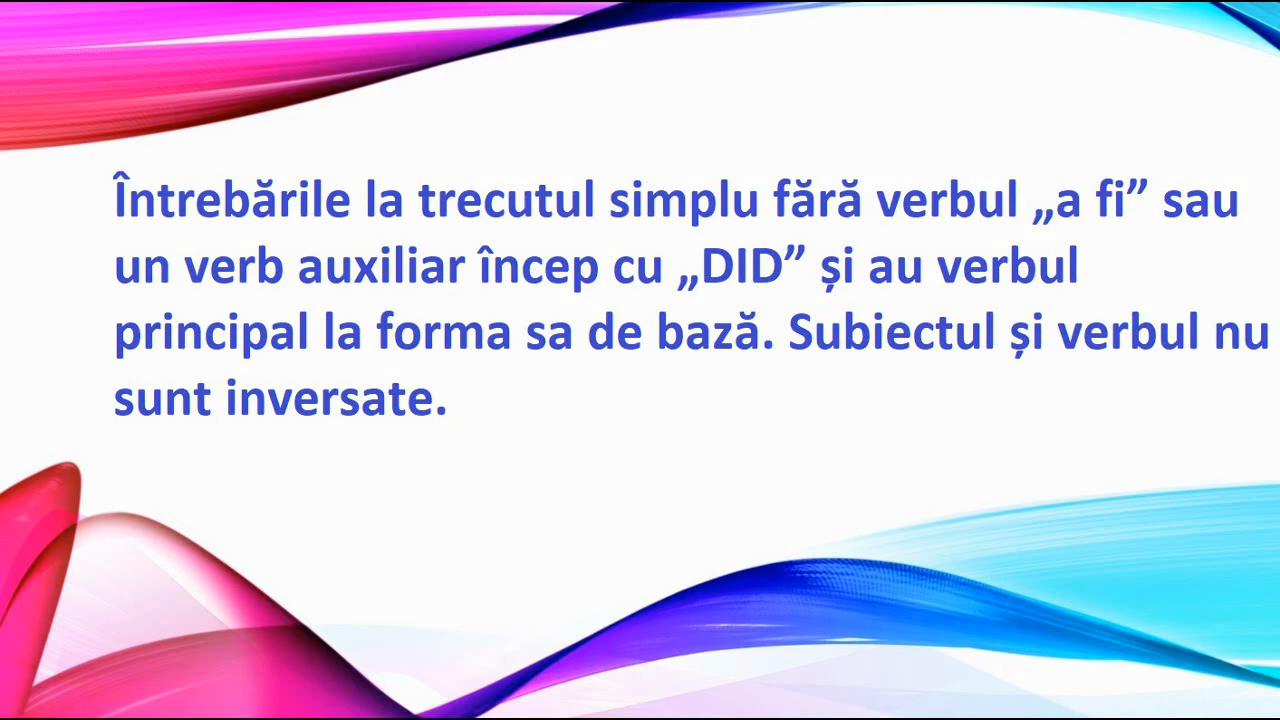 Întrebările la trecutul simplu fără verbul „a fi” sau
un verb auxiliar încep cu „DID” și au verbul
principal la forma sa de bază. Subiectul și verbul nu
sunt inversate.